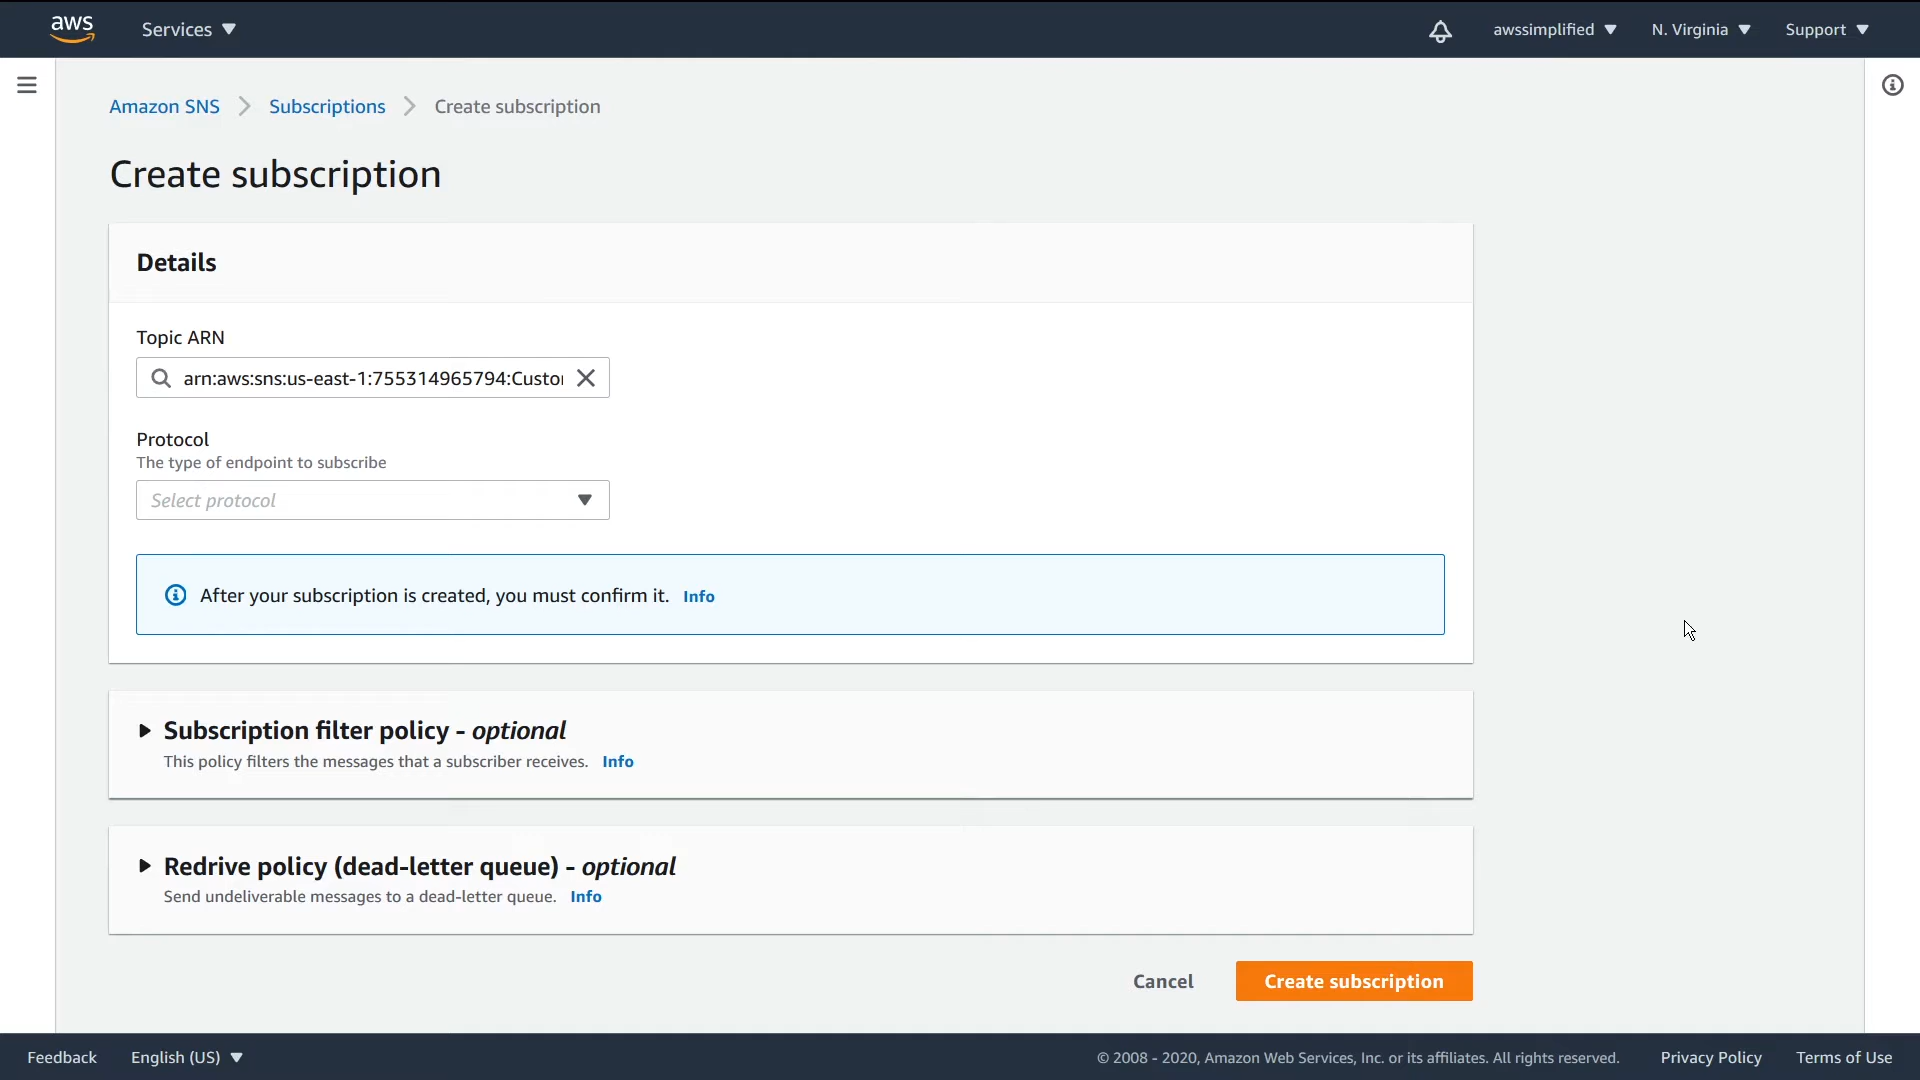 aws
Services
awssimplified
N. Virginia
Support
Amazon SNS
Subscriptions
Create subscription
Create subscription
Details
Topic ARN
arn:aws:sns:us-east-1:755314965794:Custo
Protocol
The type of endpoint to subscribe
Select protocol
After your subscription is created, you must confirm it. Info
Subscription filter policy - optional
This policy filters the messages that a subscriber receives. Info
Redrive policy (dead-letter queue) - optional
Send undeliverable messages to a dead-letter queue. Info
Cancel
Create subscription
Feedback
English (US)
© 2008 - 2020, Amazon Web Services, Inc. or its affiliates. All rights reserved.
Privacy Policy
Terms of Use